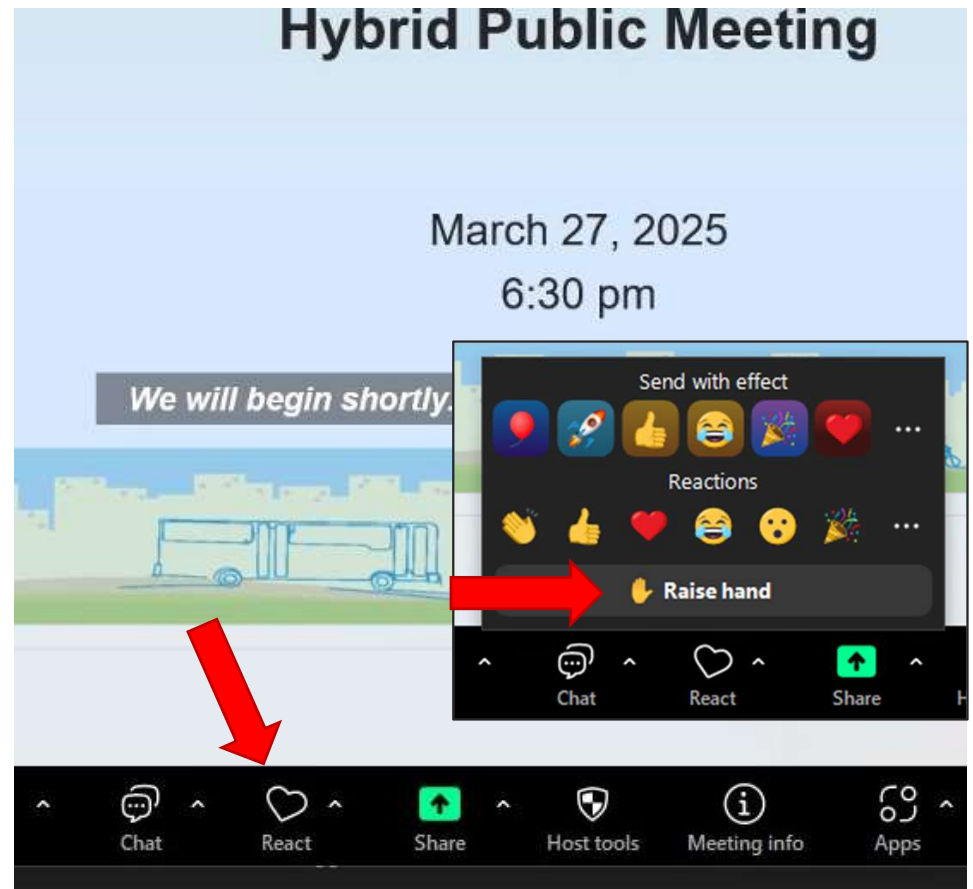 Hybrid Public Meeting
March 27, 2025
6:30 pm
We will begin shortly.
Send with effect
Reactions
Raise hand
Chat React Share
Chat React Share Host tools Meeting info Apps